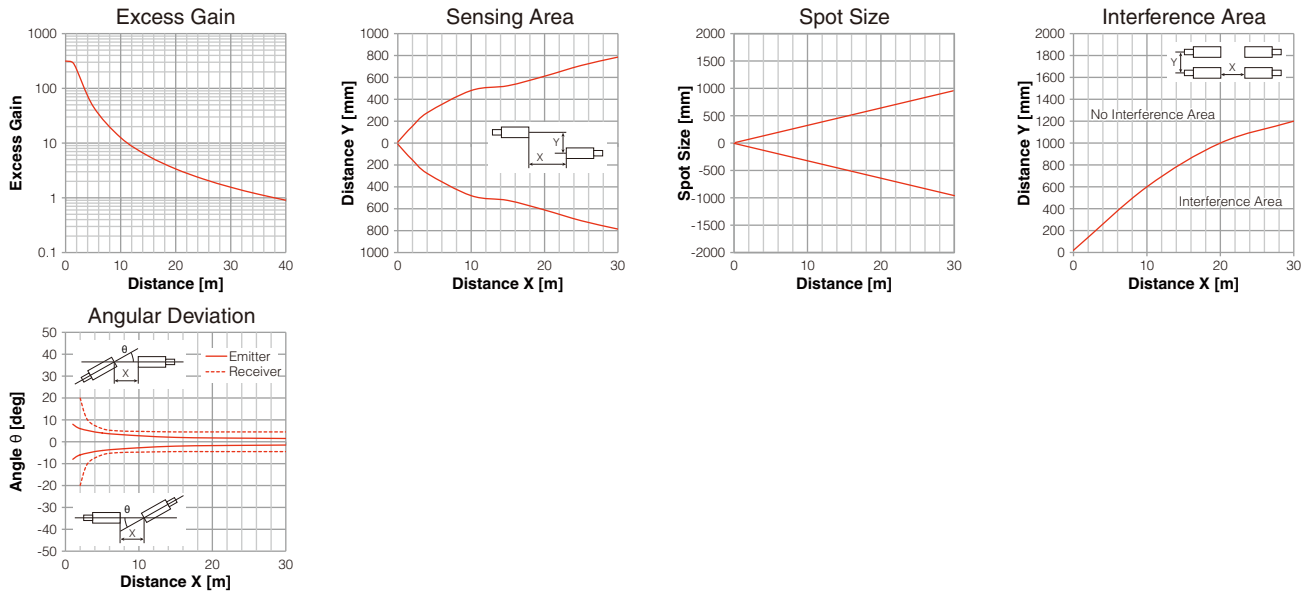 Excess Gain
1000
100
10
1
0.1
Excess Gain
0 10 20 30 40
Distance [m]
Sensing Area
1000
800
600
400
200
0
200
400
600
800
1000
Distance Y [mm]
Y
X
0 10 20 30
Distance X [m]
Spot Size
2000
1500
1000
500
0
-500
-1000
-1500
-2000
Spot Size [mm]
0 10 20 30
Distance [m]
Interference Area
2000
1800
1600
1400
1200
1000
800
600
400
200
0
Distance Y [mm]
Y
X
No Interference Area
Interference Area
0 10 20 30
Distance X [m]
Angular Deviation
50
40
30
20
10
0
-10
-20
-30
-40
-50
Angle θ [deg]
θ
X
Emitter
Receiver
θ
X
0 10 20 30
Distance X [m]